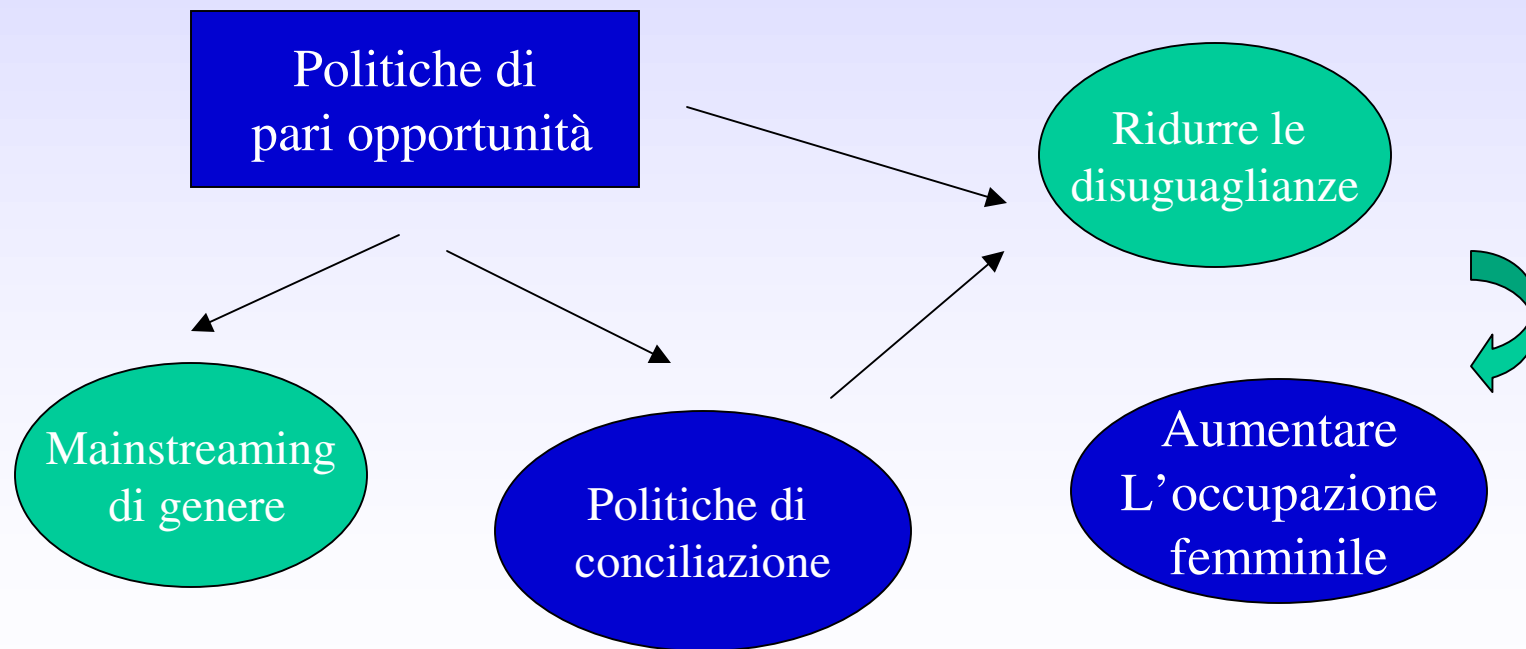 Politiche di
pari opportunità
Ridurre le
disuguaglianze
Mainstreaming
di genere
Politiche di
conciliazione
Aumentare
L’occupazione
femminile